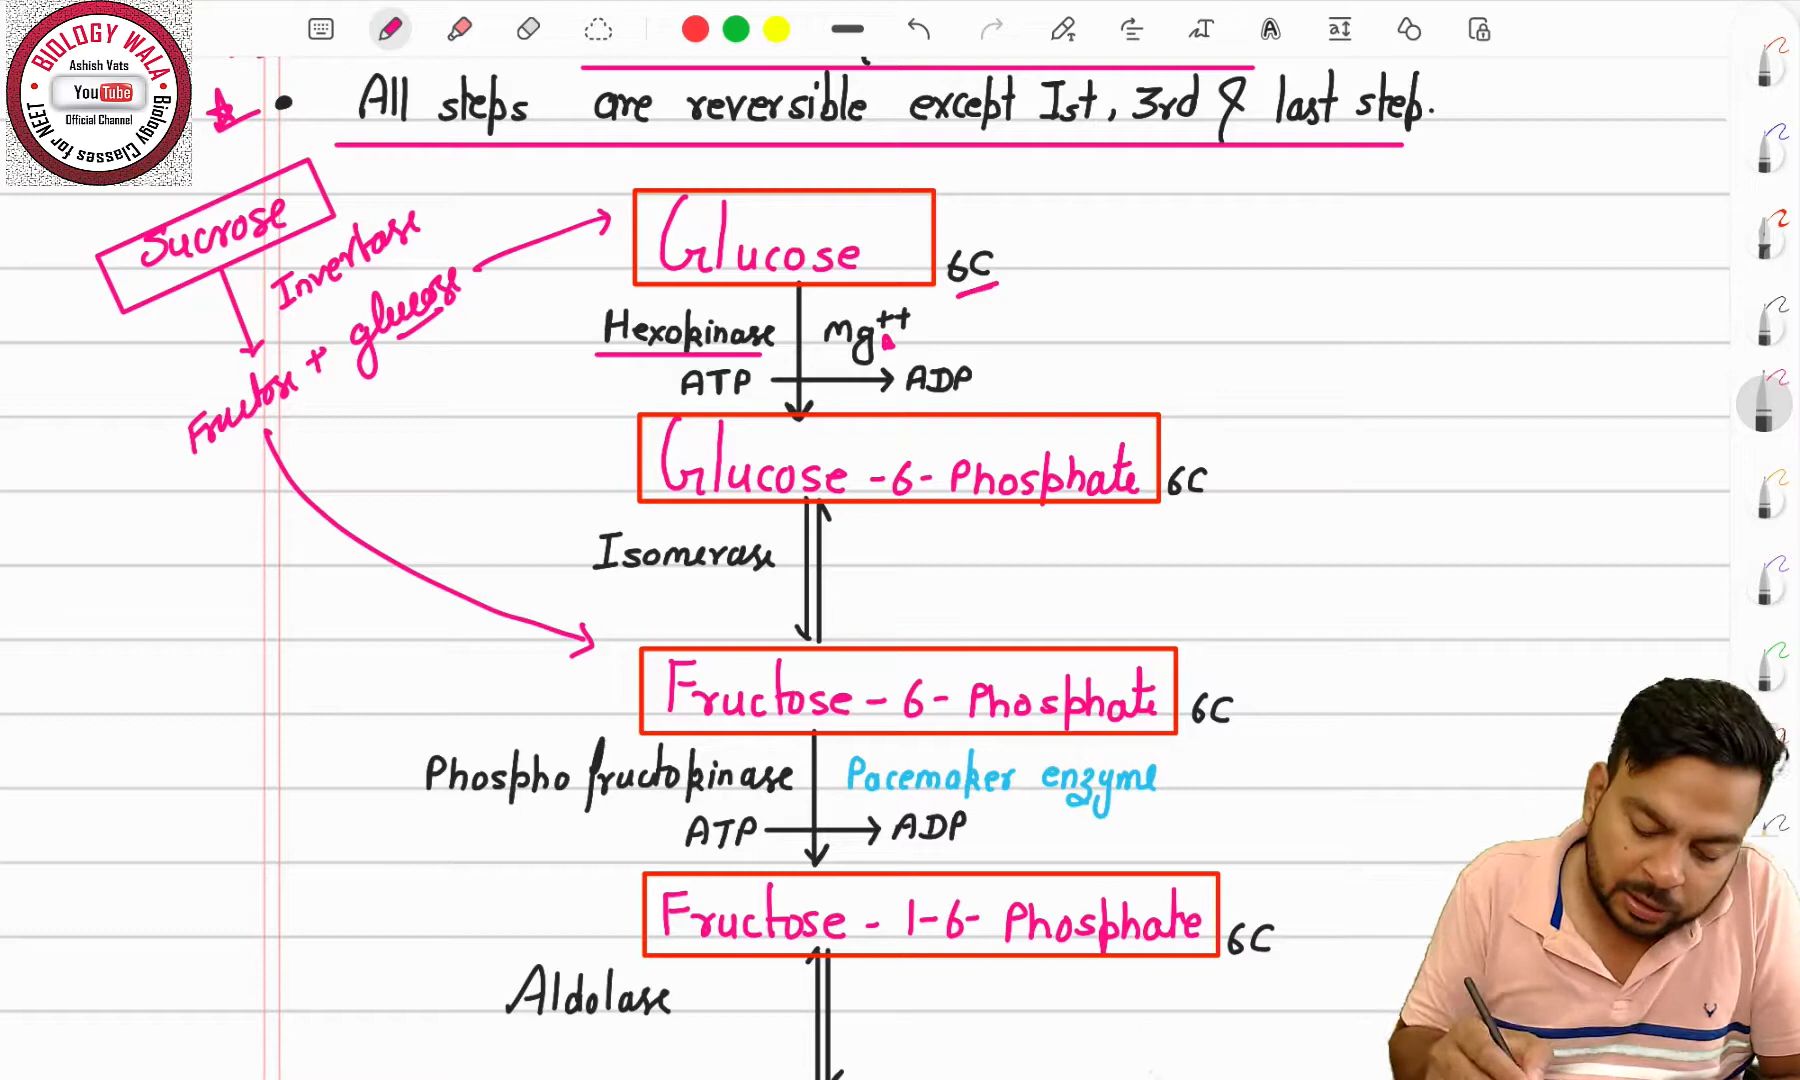 BIOLOGY WALA
Ashish Vats
YouTube
Official Channel
Biology Classes for NEET
All steps are reversible except Ist, 3rd & last step.
Sucrose
Invertase
Fructose + glucose
Glucose 6C
Hexokinase Mg++
ATP ADP
Glucose -6- Phosphate 6C
Isomerase
Fructose - 6- Phosphate 6C
Phospho fructokinase Pacemaker enzyme
ATP ADP
Fructose - 1-6- Phosphate 6C
Aldolase